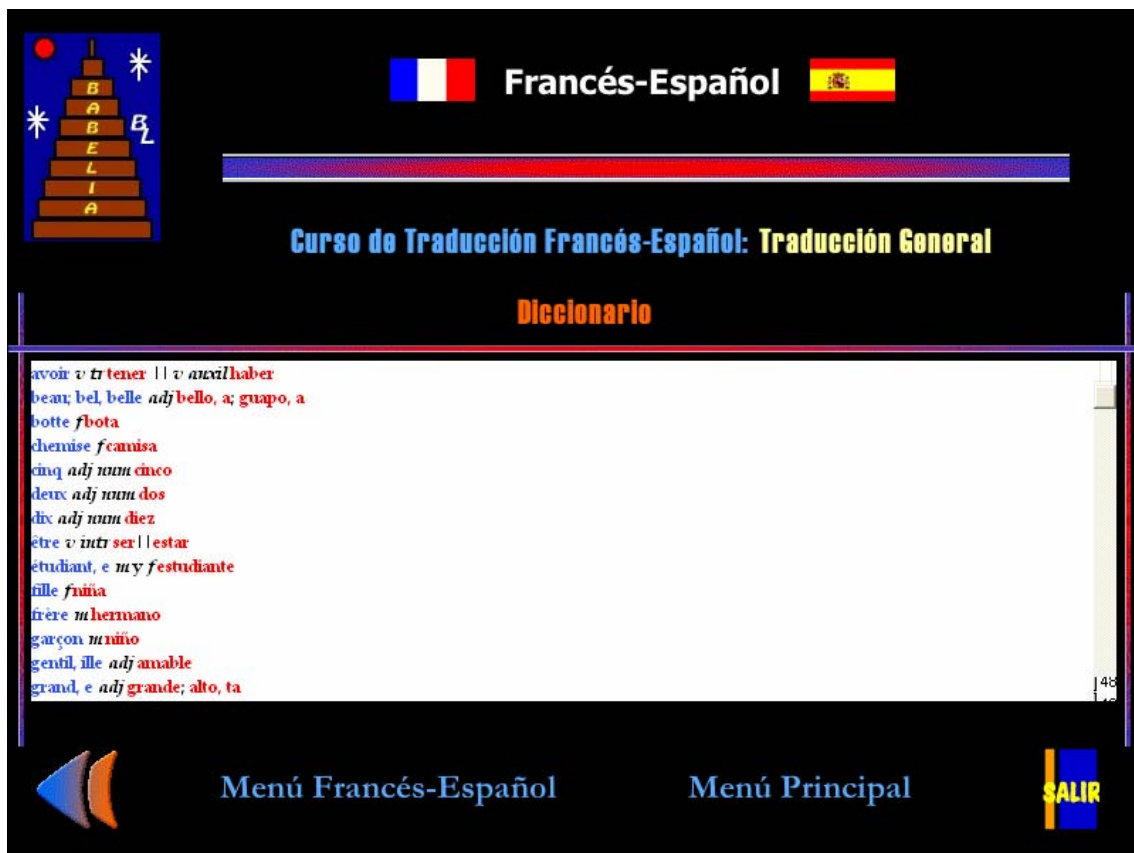 BABELIA
BL
Francés-Español
Curso de Traducción Francés-Español: Traducción General
Diccionario
avoir v tr tener || v auxil haber
beau; bel, belle adj bello, a; guapo, a
botte f bota
chemise f camisa
cinq adj num cinco
deux adj num dos
dix adj num diez
être v intr ser||estar
étudiant, e m y f estudiante
fille f niña
frère m hermano
garçon m niño
gentil, ille adj amable
grand, e adj grande; alto, ta
Menú Francés-Español
Menú Principal
SALIR